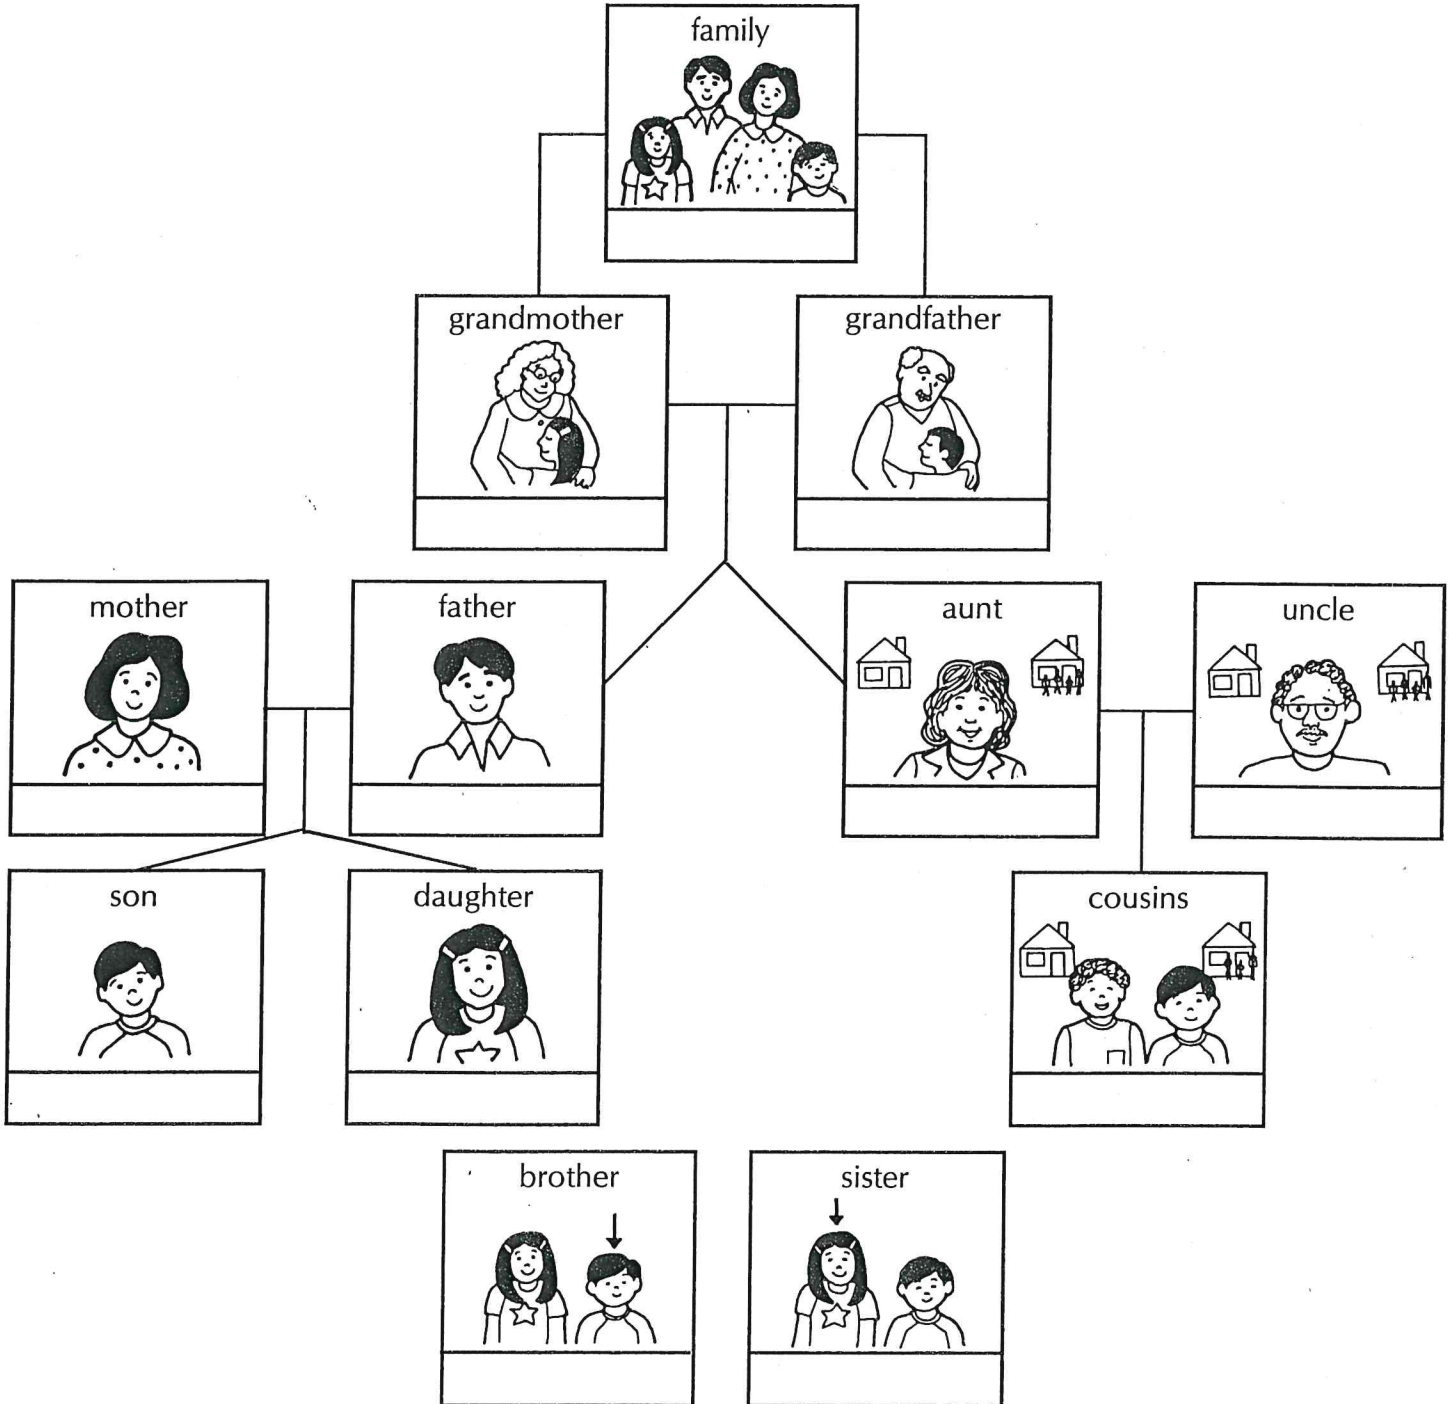 family
grandmother
grandfather
mother
father
aunt
uncle
son
daughter
cousins
brother
sister